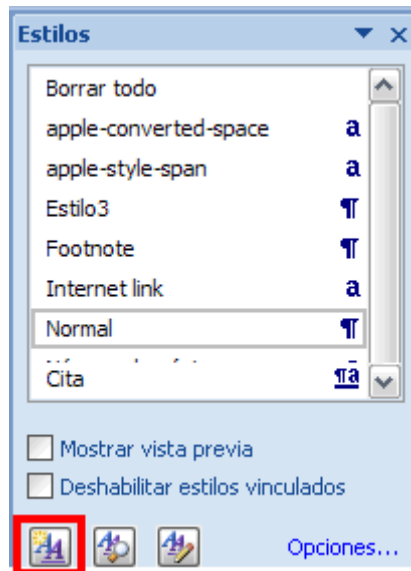 Estilos
Borrar todo
apple-converted-space a
apple-style-span a
Estilo3 ¶
Footnote ¶
Internet link a
Normal ¶
Cita ¶a
Mostrar vista previa
Deshabilitar estilos vinculados
Opciones...